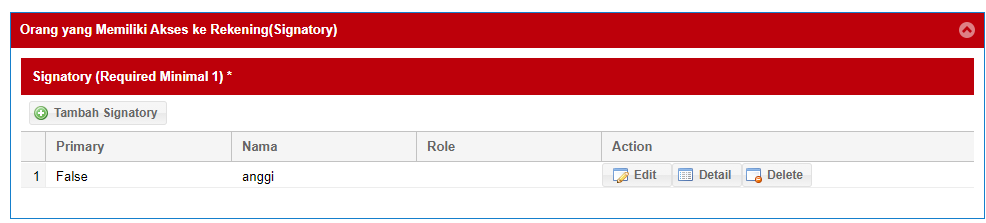 Orang yang Memiliki Akses ke Rekening(Signatory)
Signatory (Required Minimal 1) *
Tambah Signatory
Primary Nama Role Action
1 False anggi Edit Detail Delete